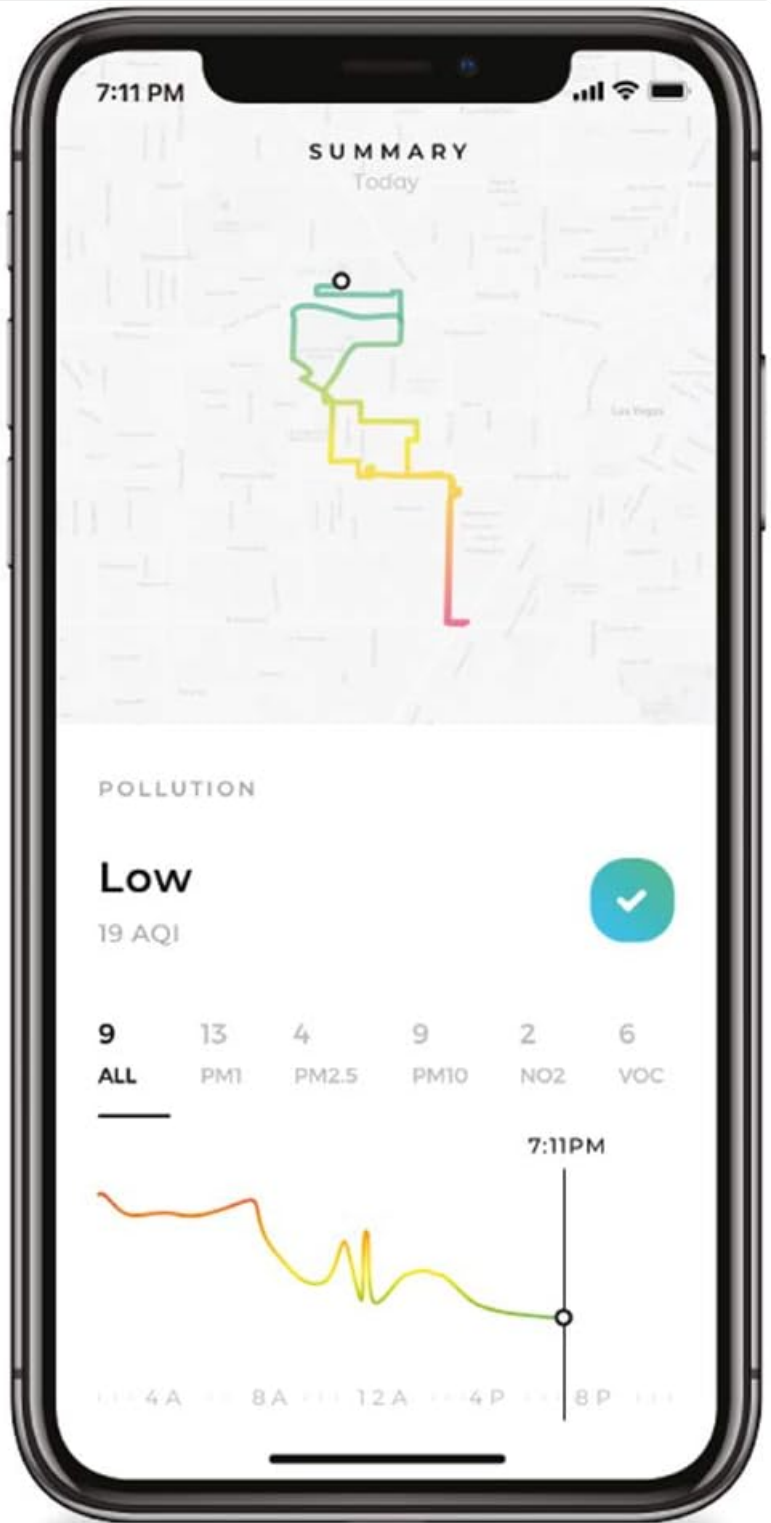 7:11 PM
SUMMARY
Today
Las Vegas
POLLUTION
Low
19 AQI
9 13 4 9 2 6
ALL PM1 PM2.5 PM10 NO2 VOC
7:11PM
4A 8A 12A 4P 8P